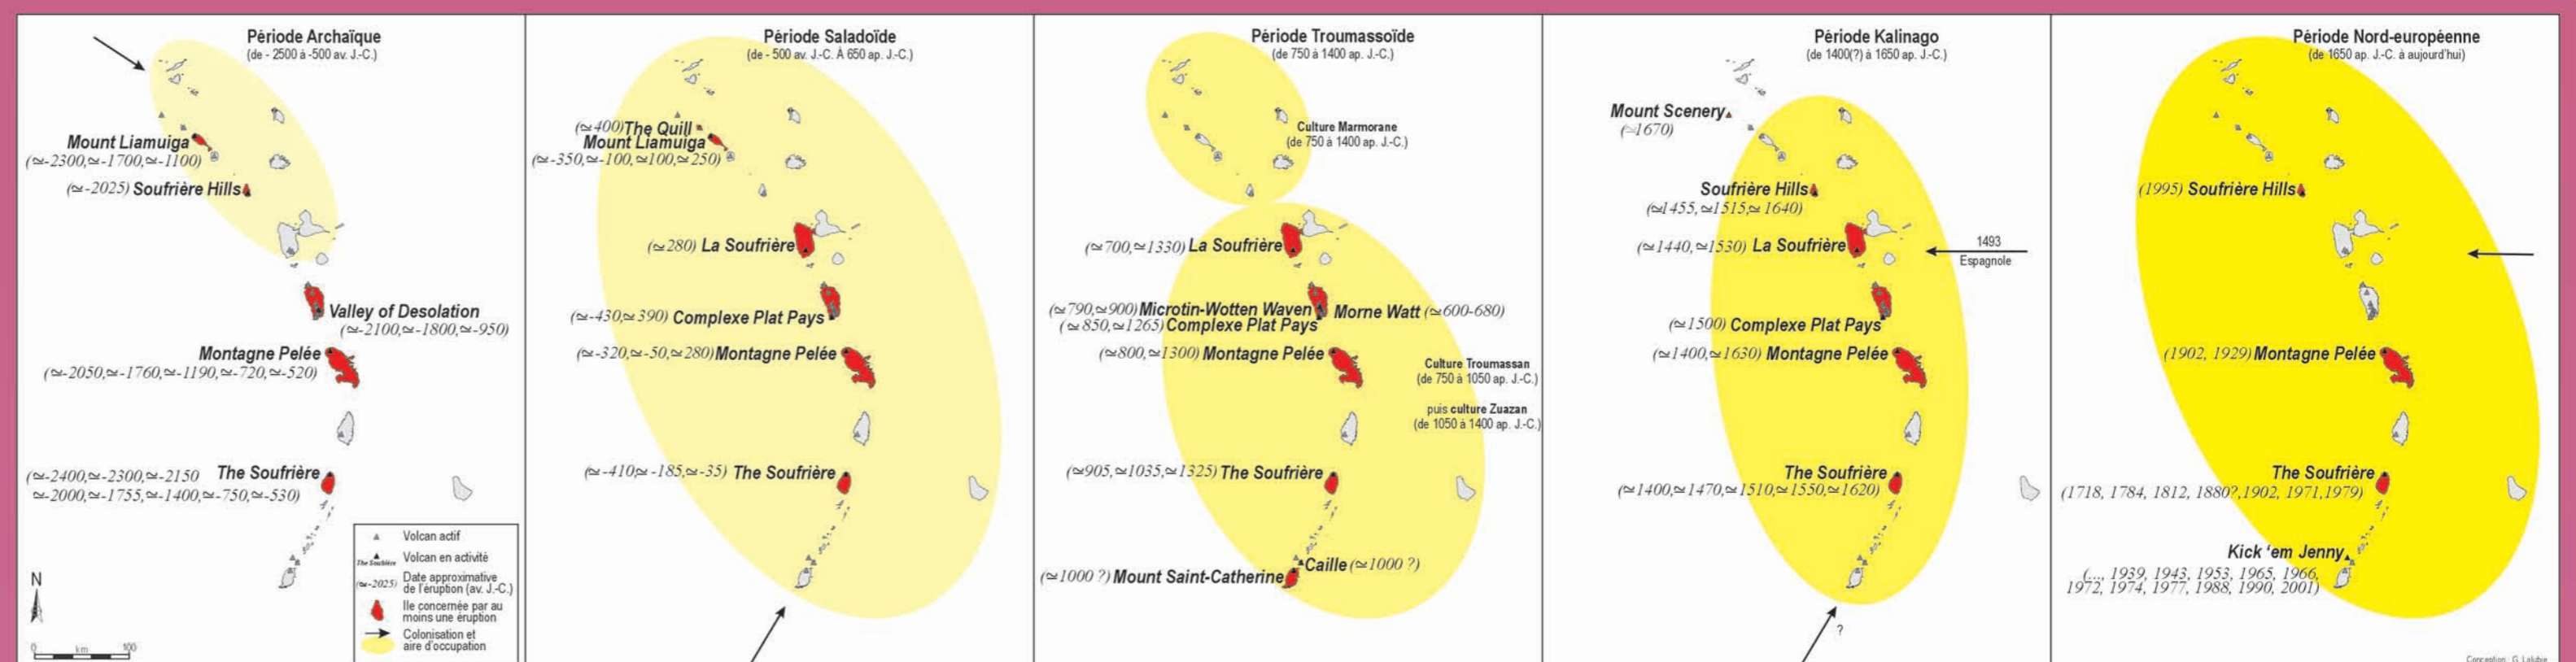 Période Archaïque
(de - 2500 à -500 av. J.-C.)
Mount Liamuiga
(≃-2300,≃-1700,≃-1100)
(≃-2025) Soufrière Hills
Valley of Desolation
(≃-2100,≃-1800,≃-950)
Montagne Pelée
(≃-2050,≃-1760,≃-1190,≃-720,≃-520)
(≃-2400,≃-2300,≃-2150 The Soufrière
≃-2000,≃-1755,≃-1400,≃-750,≃-530)
N
0 km 100
Volcan actif
Volcan en activité
The Soufrière
(≃-2025) Date approximative
de l'éruption (av. J.-C.)
Ile concernée par au
moins une éruption
Colonisation et
aire d'occupation
Période Saladoïde
(de - 500 av. J.-C. À 650 ap. J.-C.)
(≃400)The Quill
Mount Liamuiga
(≃-350,≃-100,≃100,≃250)
(≃280) La Soufrière
(≃-430,≃390) Complexe Plat Pays
(≃-320,≃-50,≃280)Montagne Pelée
(≃-410≃-185,≃-35) The Soufrière
Période Troumassoïde
(de 750 à 1400 ap. J.-C.)
Culture Marmorane
(de 750 à 1400 ap. J.-C.)
(≃700,≃1330) La Soufrière
(≃790,≃900) Microtin-Wotten Waven Morne Watt (≃600-680)
(≃850,≃1265)Complexe Plat Pays
(≃800,≃1300) Montagne Pelée
Culture Troumassan
(de 750 à 1050 ap. J.-C.)
puis culture Zuazan
(de 1050 à 1400 ap. J.-C.)
(≃905,≃1035,≃1325) The Soufrière
Caille (≃1000 ?)
(≃1000 ?) Mount Saint-Catherine
Période Kalinago
(de 1400(?) à 1650 ap. J.-C.)
Mount Scenery
(≃1670)
Soufrière Hills
(≃1455,≃1515,≃1640)
(≃1440,≃1530) La Soufrière
1493
Espagnole
(≃1500) Complexe Plat Pays
(≃1400,≃1630) Montagne Pelée
The Soufrière
(≃1400,≃1470,≃1510,≃1550,≃1620)
?
Période Nord-européenne
(de 1650 ap. J.-C. à aujourd'hui)
(1995) Soufrière Hills
(1902, 1929) Montagne Pelée
The Soufrière
(1718, 1784, 1812, 1880?,1902, 1971,1979)
Kick 'em Jenny
(..., 1939, 1943, 1953, 1965, 1966,
1972, 1974, 1977, 1988, 1990, 2001)
Conception : G. Lalubie